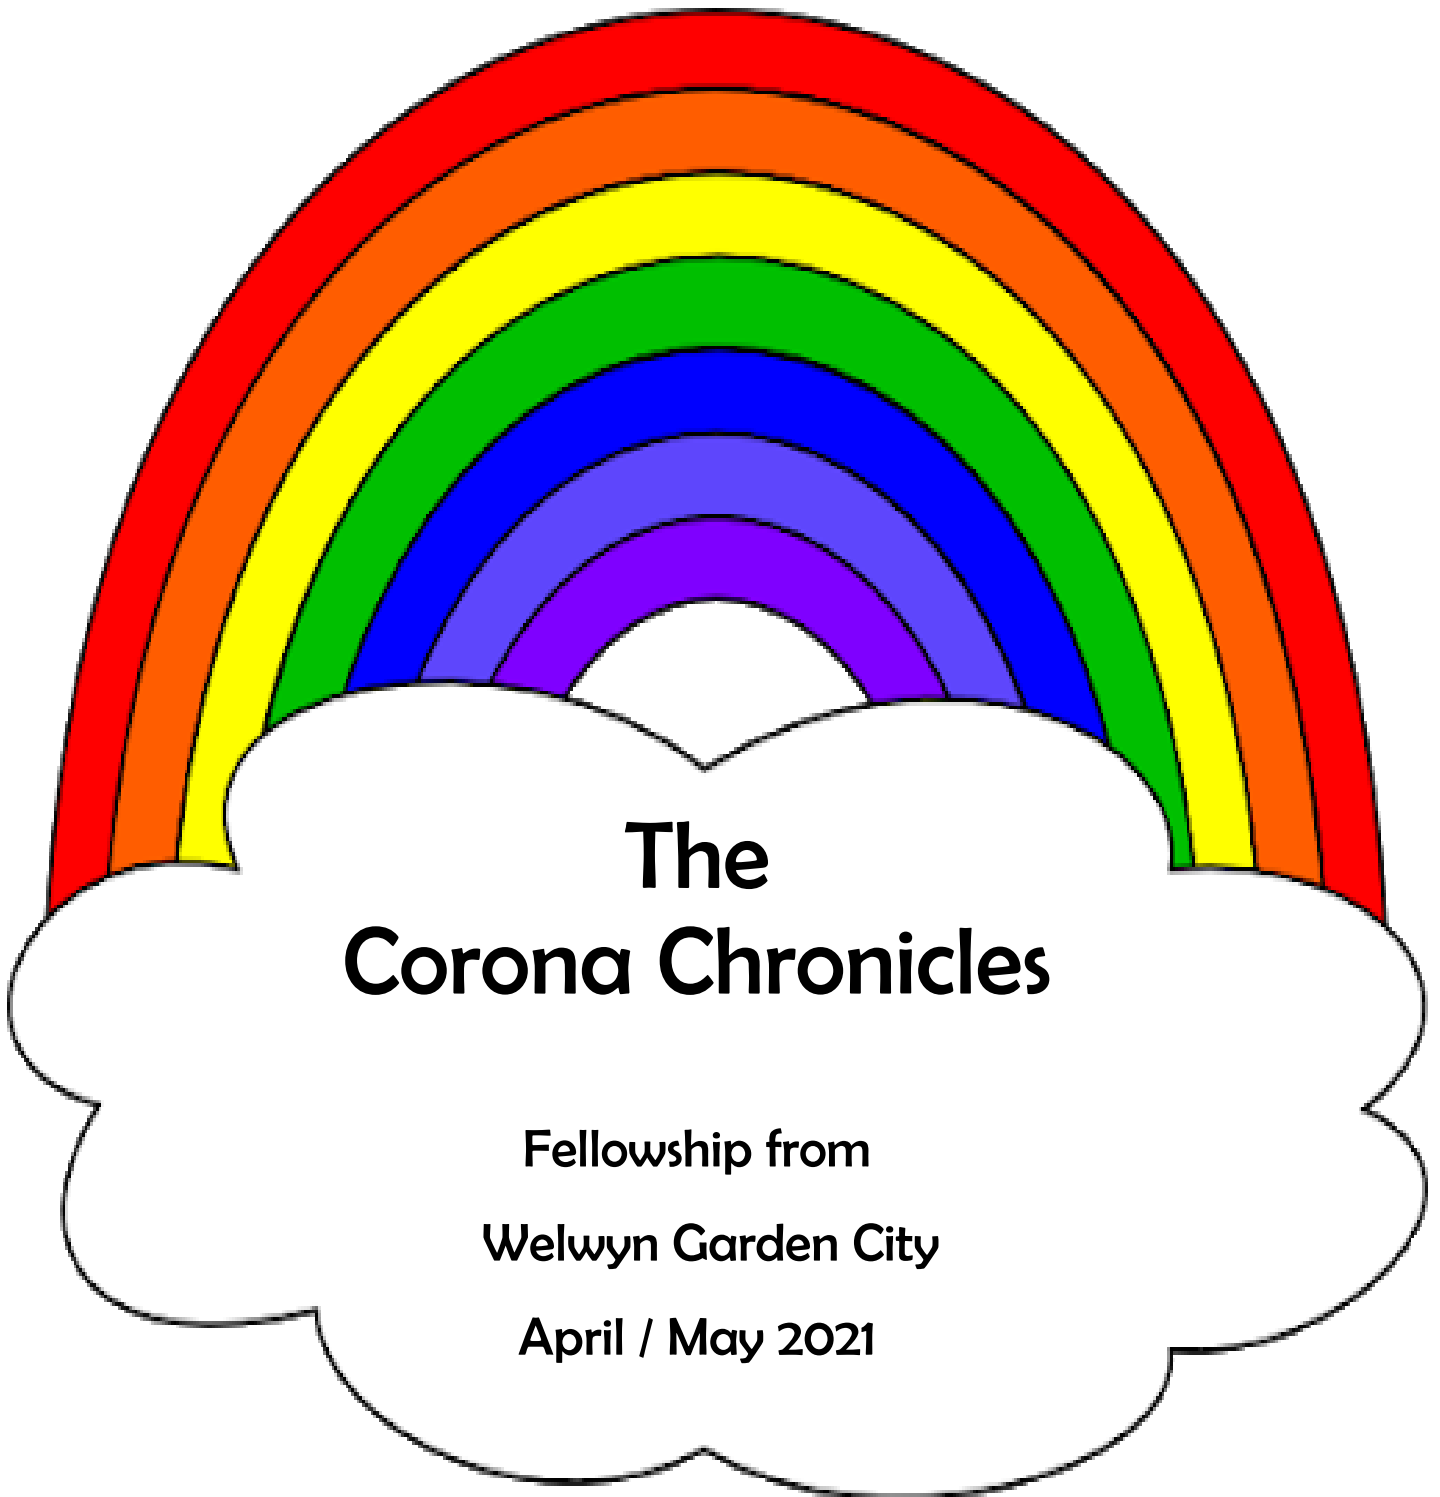 The
Corona Chronicles
Fellowship from
Welwyn Garden City
April / May 2021